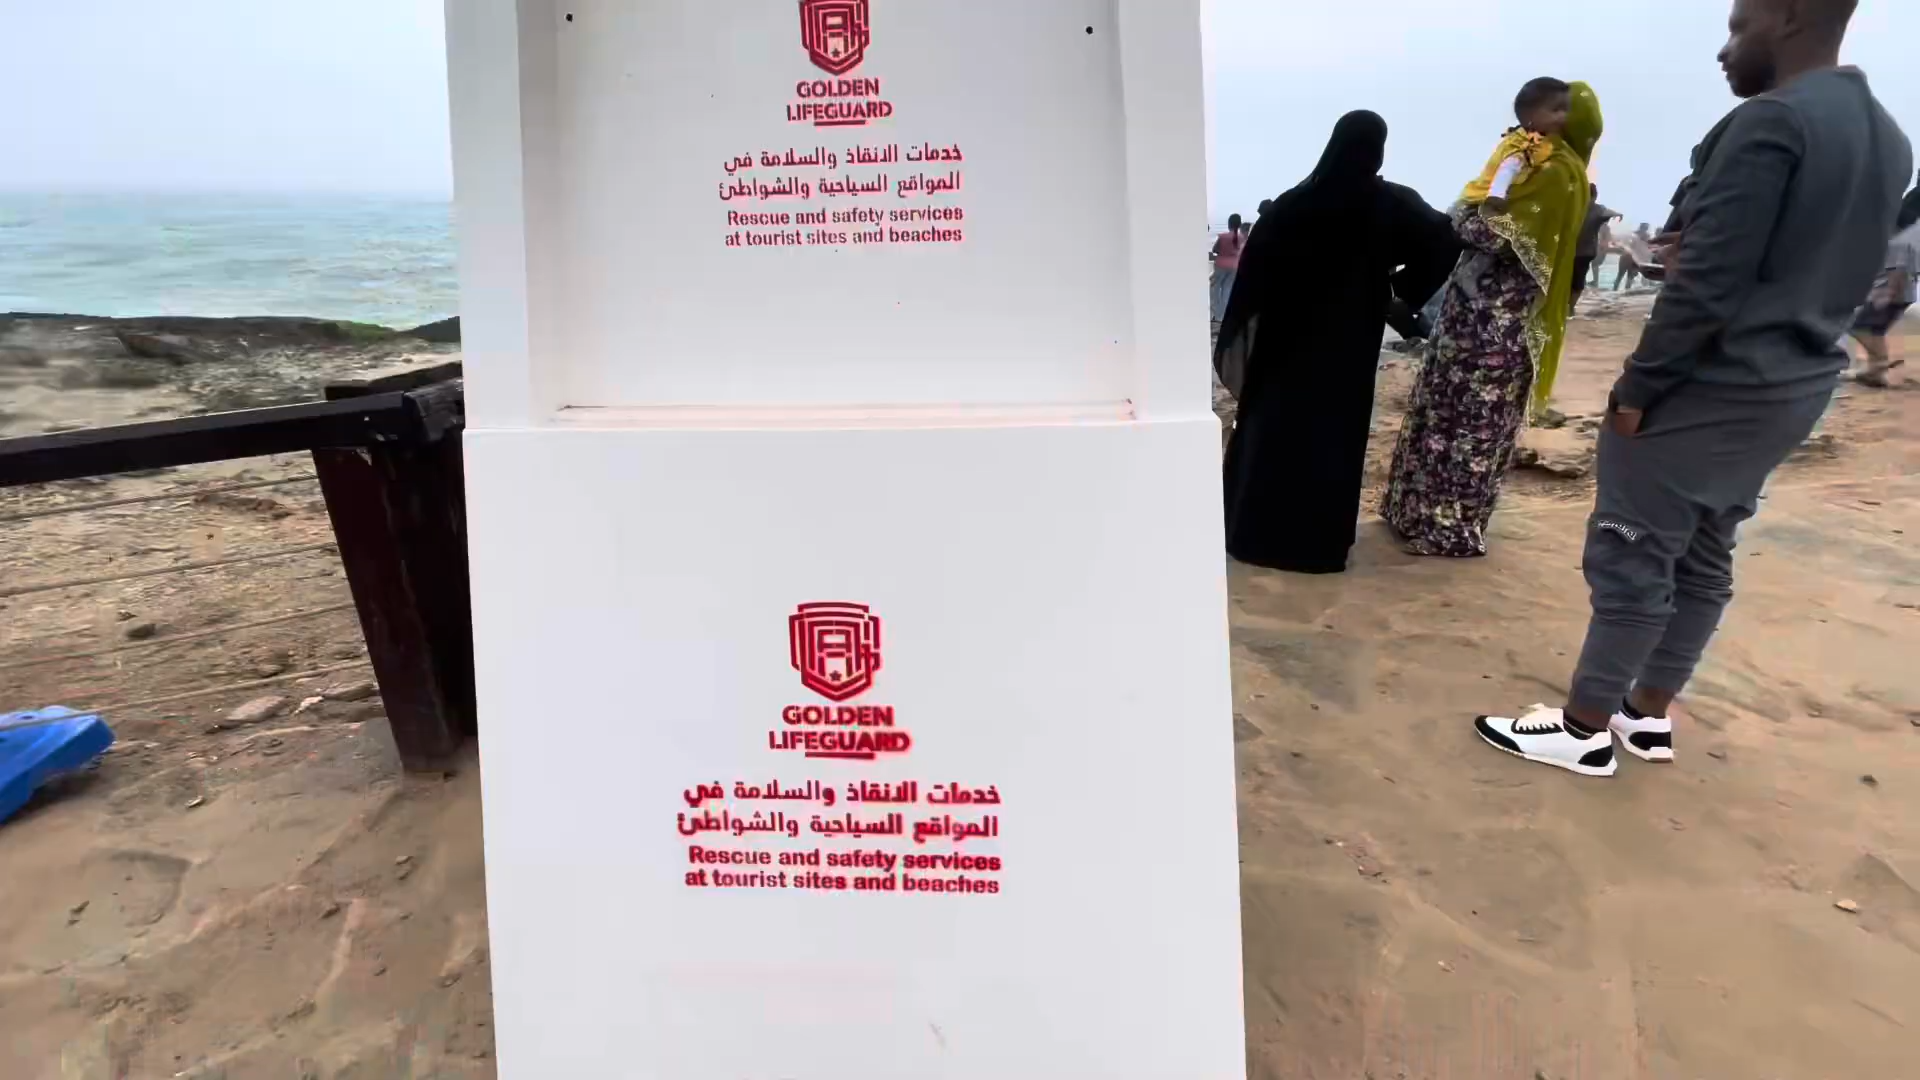 GOLDEN
LIFEGUARD
خدمات الانقاذ والسلامة في
المواقع السياحية والشواطئ
Rescue and safety services
at tourist sites and beaches
GOLDEN
LIFEGUARD
خدمات الانقاذ والسلامة في
المواقع السياحية والشواطئ
Rescue and safety services
at tourist sites and beaches